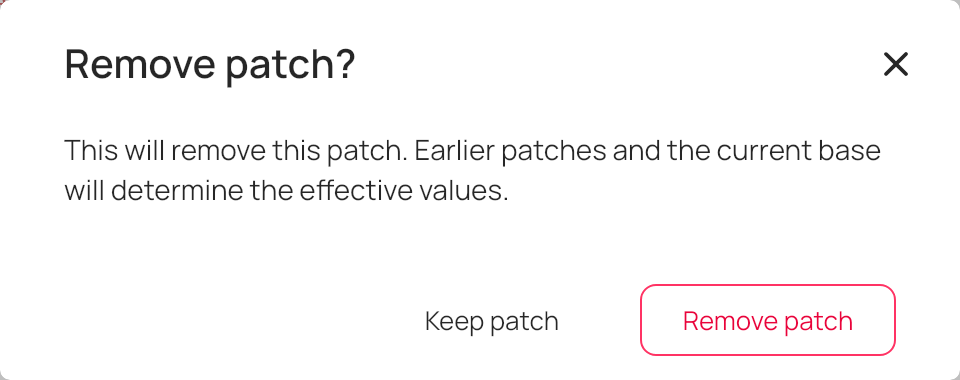 Remove patch?
This will remove this patch. Earlier patches and the current base
will determine the effective values.
Keep patch
Remove patch